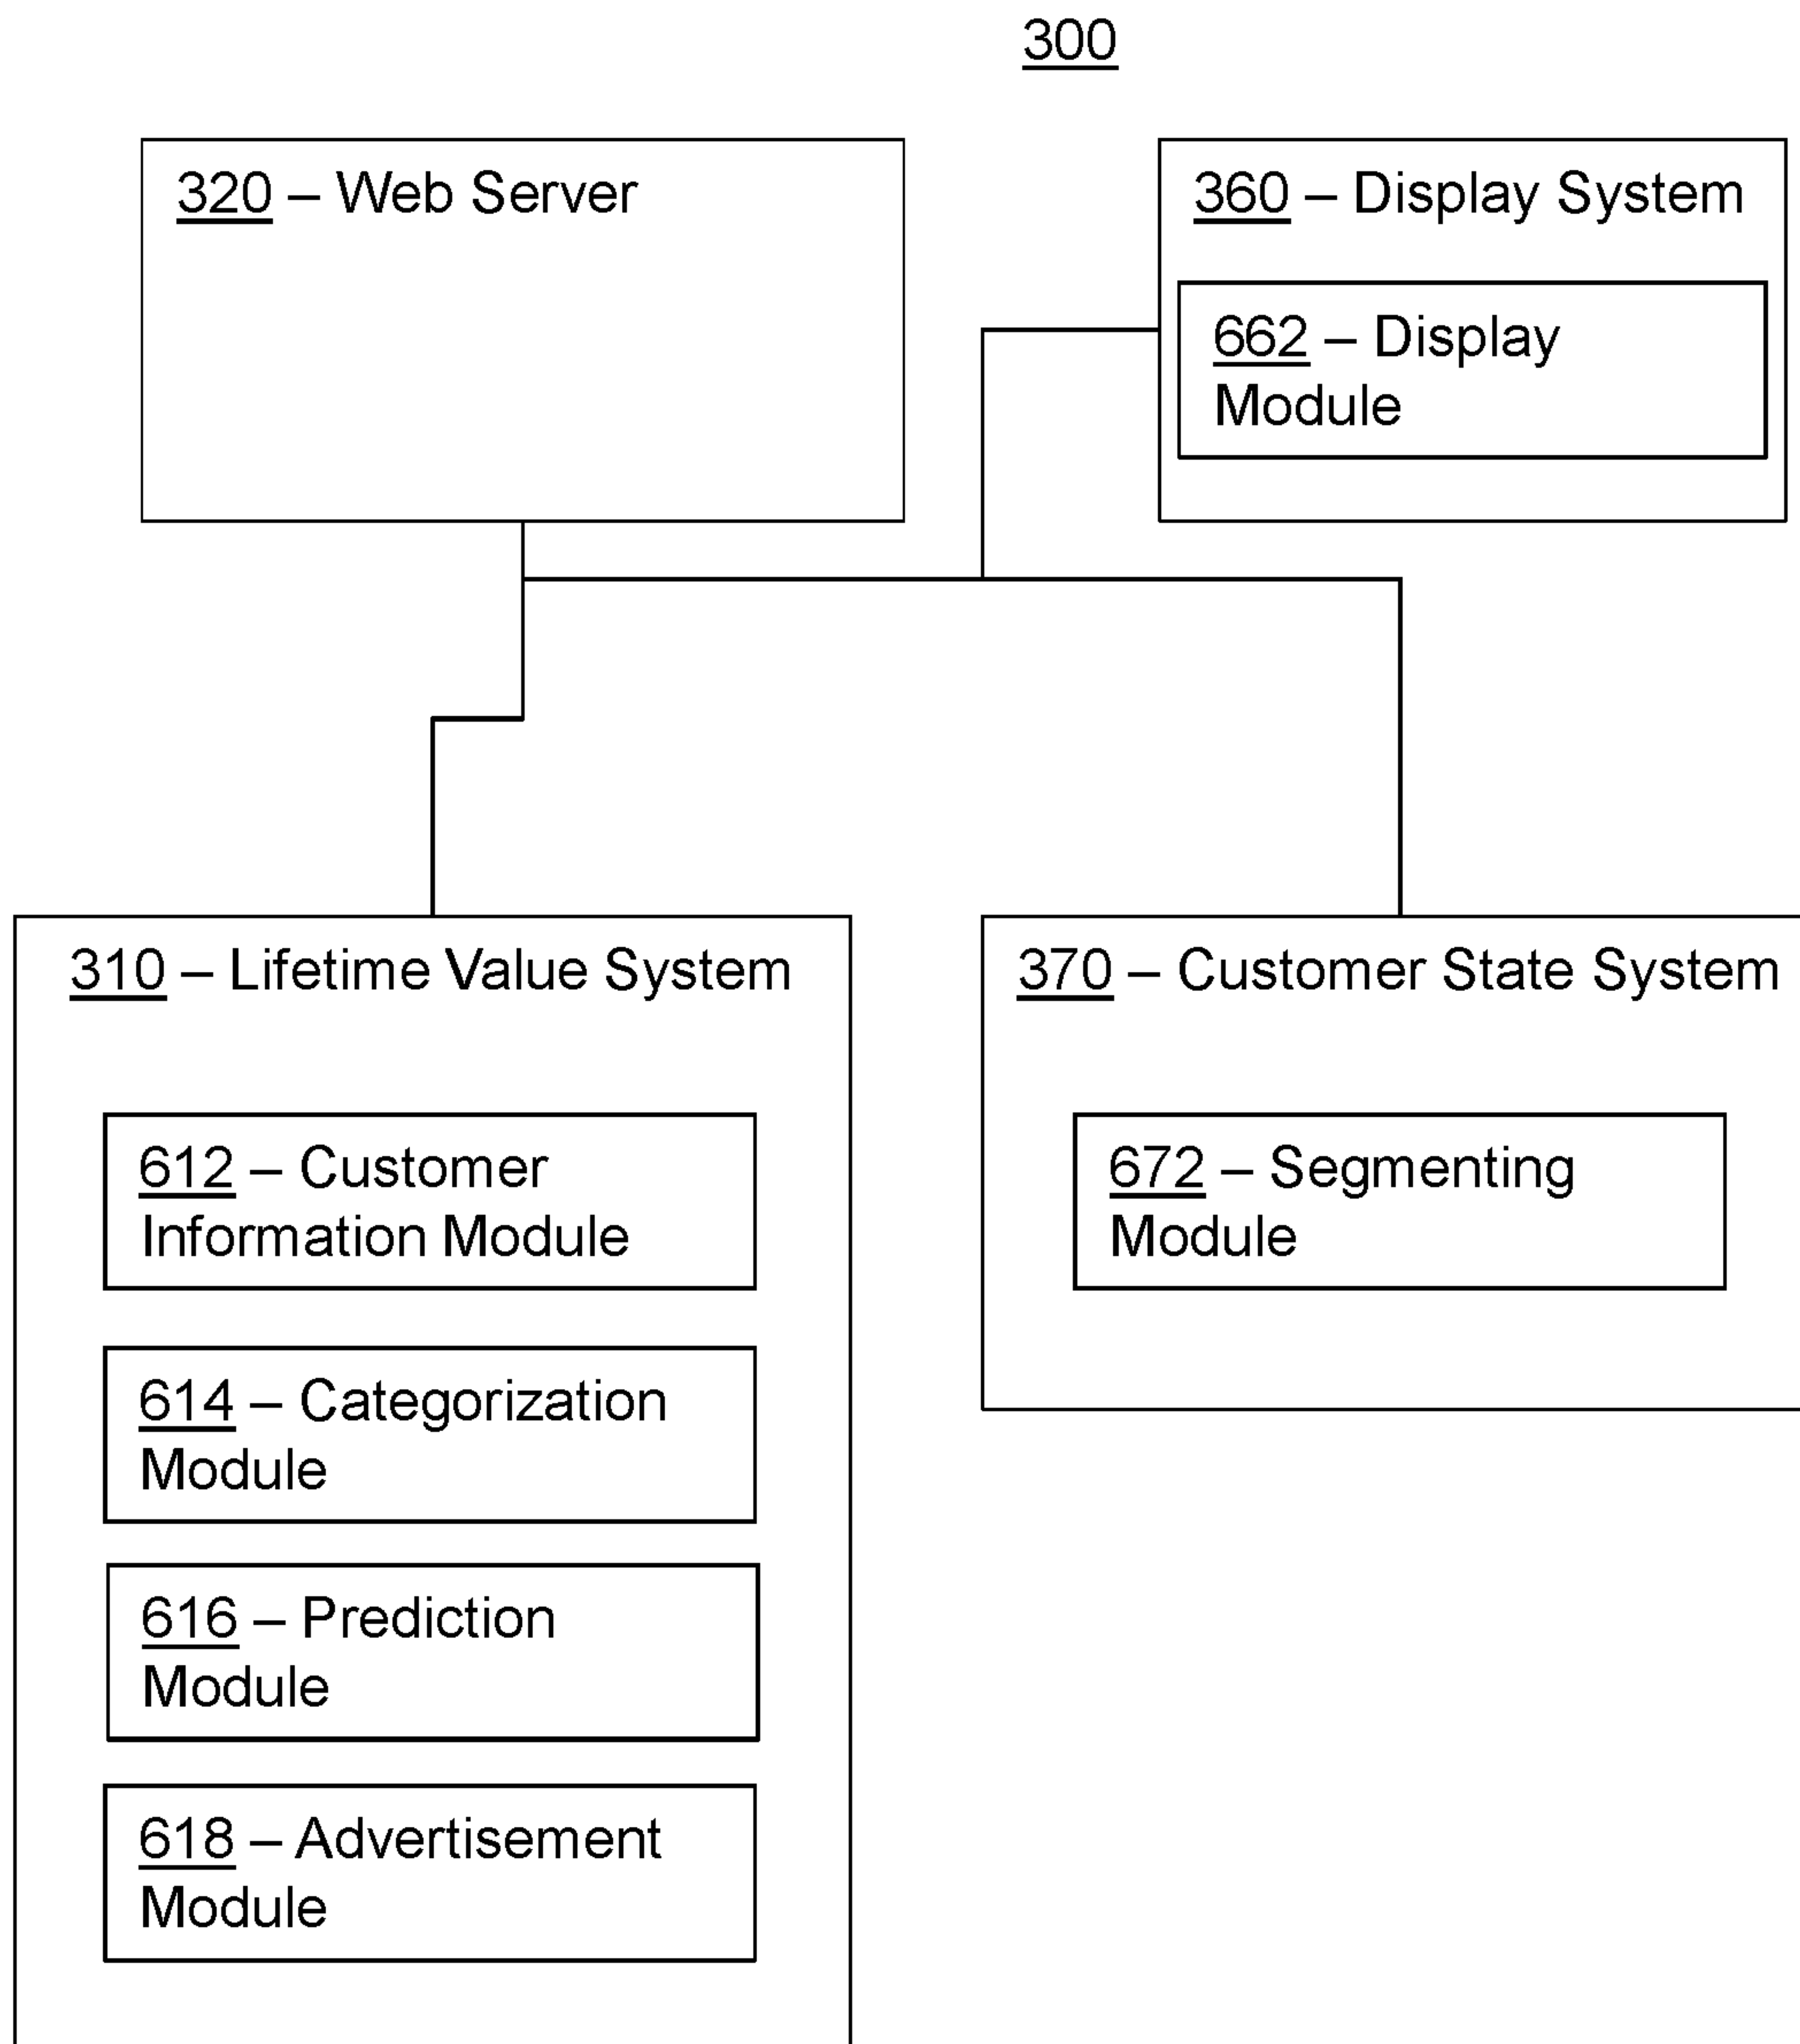 300
320 – Web Server
360 – Display System
662 – Display
Module
310 – Lifetime Value System
612 – Customer
Information Module
614 – Categorization
Module
616 – Prediction
Module
618 – Advertisement
Module
370 – Customer State System
672 – Segmenting
Module